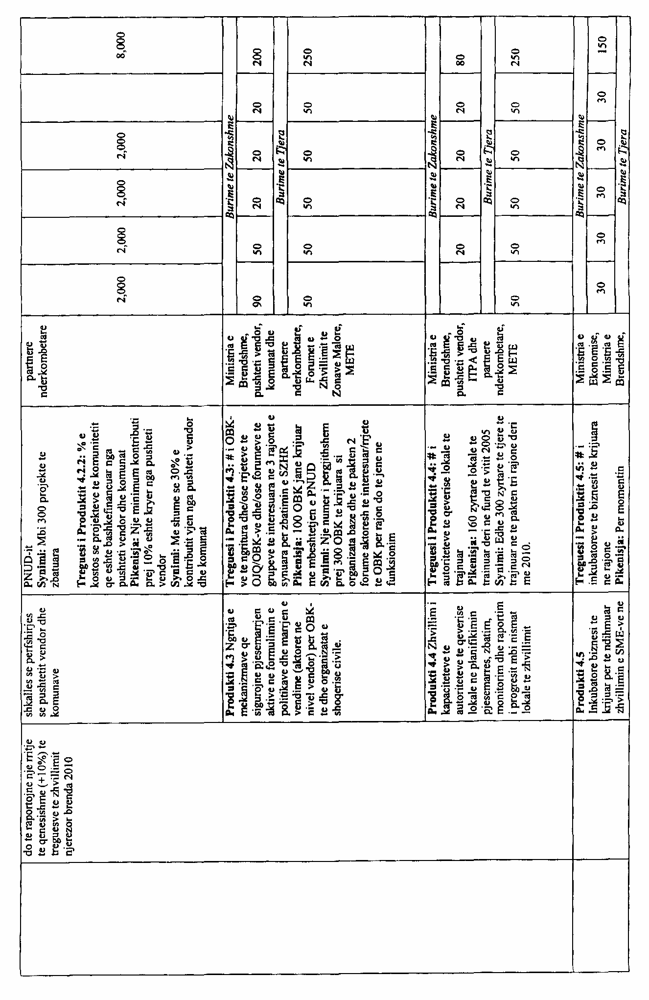 do te raportojne nje rritje
te qenesishme (+10%) te
treguesve te zhvillimit
njerezor brenda 2010
shkalles se perfshirjes
se pushtetit vendor dhe
komunave
PNUD-it
Synimi: Mbi 300 projekte te
zbatuara
Treguesi i Produktit 4.2.2: % e
kostos se projekteve te komunitetit
qe eshte bashkefinancuar nga
pushteti vendor dhe komunat
Pikenisja: Nje minimum kontributi
prej 10% eshte kryer nga pushteti
vendor
Synimi: Me shume se 30% e
kontributit vjen nga pushteti vendor
dhe komunat
partnere
nderkombetare
2,000 2,000 2,000 2,000 8,000
Produkti 4.3 Ngritja e
mekanizmave qe
sigurojne pjesemarrjen
aktive ne formulimin e
politikave dhe marrjen e
vendime (aktoret ne
nivel vendor) per OBK-
te dhe organizatat e
shoqerise civile.
Treguesi i Produktit 4.3: # i OBK-
ve te ngritura dhe/ose rrjeteve te
OJQ/OBK-ve dhe/ose forumeve te
grupeve te interesuara ne 3 rajonet e
synuara per zbatimin e SZHR
Pikenisja: 100 OBK jane krijuar
me mbeshtetjen e PNUD
Synimi: Nje numer i pergjithshem
prej 300 OBK te krijuara si
organizata baze dhe te pakten 2
forume aktoresh te interesuar/rrjete
te OBK per rajon do te jene ne
funksionim
Ministria e
Brendshme,
pushteti vendor,
komunat dhe
partnere
nderkombetare,
Forumet e
Zhvillimit te
Zonave Malore,
METE
Burime te Zakonshme
90 50 20 20 20 200
Burime te Tjera
50 50 50 50 50 250
Produkti 4.4 Zhvillim i
kapaciteteve te
autoriteteve te qeverise
lokale ne planifikimin
pjesemarres, zbatim,
monitorim dhe raportim
i progresit mbi nismat
lokale te zhvillimit
Treguesi i Produktit 4.4: # i
autoriteteve te qeverise lokale te
trajnuar
Pikenisja: 160 zyrtare lokale te
trainuar deri ne fund te vitit 2005
Synimi: Edhe 300 zyrtare te tjere te
trajnuar ne te pakten tri rajone deri
me 2010.
Ministria e
Brendshme,
pushteti vendor,
ITPA dhe
partnere
nderkombetare,
METE
Burime te Zakonshme
20 20 20 20 80
Burime te Tjera
50 50 50 50 50 250
Produkti 4.5
Inkubatore biznesi te
krijuar per te ndihmuar
zhvillimin e SME-ve ne
Treguesi i Produktit 4.5: # i
inkubatoreve te biznesit te krijuara
ne rajone
Pikenisja: Per momentin
Ministria e
Ekonomise,
Ministria e
Brendshme,
Burime te Zakonshme
30 30 30 30 30 150
Burime te Tjera